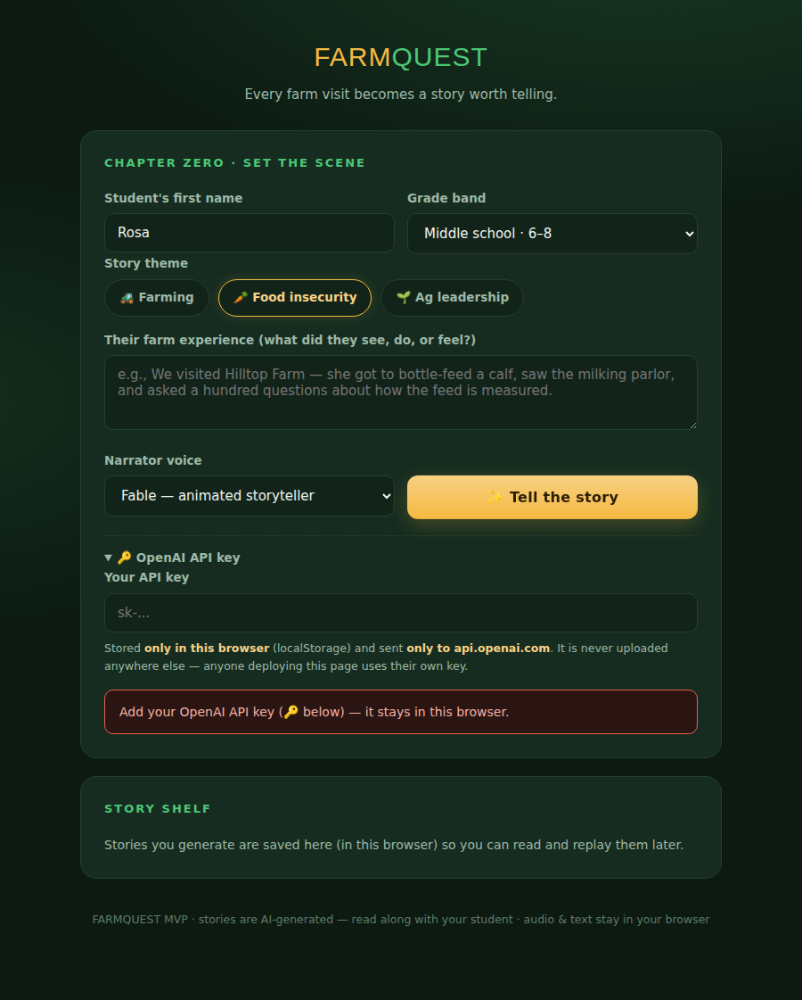 FARMQUEST
Every farm visit becomes a story worth telling.
CHAPTER ZERO · SET THE SCENE
Student's first name
Grade band
Rosa
Middle school · 6–8
Story theme
🚜 Farming
🥕 Food insecurity
🌱 Ag leadership
Their farm experience (what did they see, do, or feel?)
e.g., We visited Hilltop Farm — she got to bottle-feed a calf, saw the milking parlor,
and asked a hundred questions about how the feed is measured.
Narrator voice
Fable — animated storyteller
✨ Tell the story
▼ 🔑 OpenAI API key
Your API key
sk-...
Stored only in this browser (localStorage) and sent only to api.openai.com. It is never uploaded
anywhere else — anyone deploying this page uses their own key.
Add your OpenAI API key (🔑 below) — it stays in this browser.
STORY SHELF
Stories you generate are saved here (in this browser) so you can read and replay them later.
FARMQUEST MVP · stories are AI-generated — read along with your student · audio & text stay in your browser